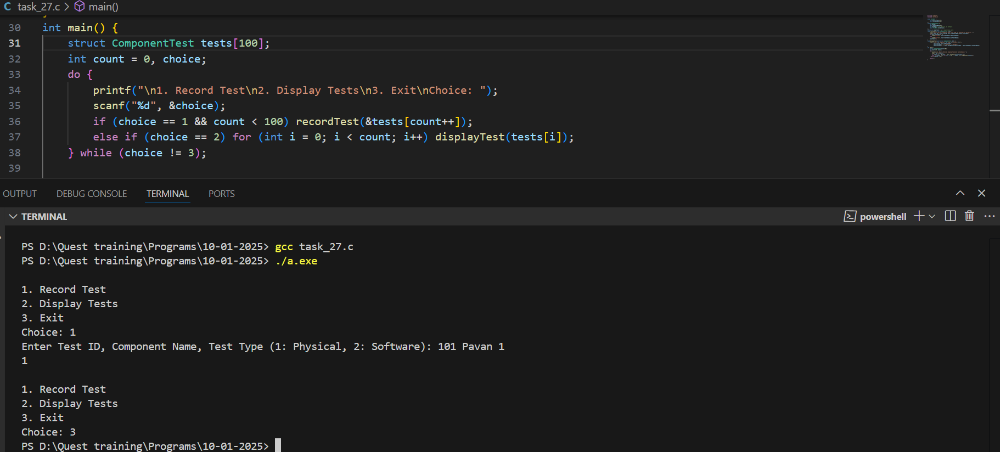 C task_27.c > main()
30 int main() {
31 struct ComponentTest tests[100];
32 int count = 0, choice;
33 do {
34 printf("\n1. Record Test\n2. Display Tests\n3. Exit\nChoice: ");
35 scanf("%d", &choice);
36 if (choice == 1 && count < 100) recordTest(&tests[count++]);
37 else if (choice == 2) for (int i = 0; i < count; i++) displayTest(tests[i]);
38 } while (choice != 3);
39
OUTPUT DEBUG CONSOLE TERMINAL PORTS
TERMINAL powershell
PS D:\Quest training\Programs\10-01-2025> gcc task_27.c
PS D:\Quest training\Programs\10-01-2025> ./a.exe
1. Record Test
2. Display Tests
3. Exit
Choice: 1
Enter Test ID, Component Name, Test Type (1: Physical, 2: Software): 101 Pavan 1
1
1. Record Test
2. Display Tests
3. Exit
Choice: 3
PS D:\Quest training\Programs\10-01-2025>